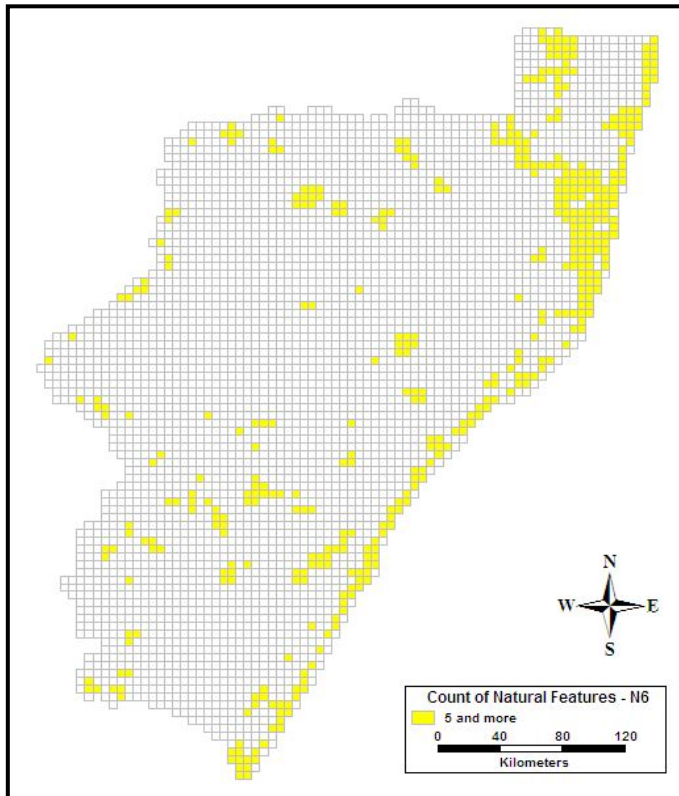 N
W E
S
Count of Natural Features - N6
5 and more
0 40 80 120
Kilometers